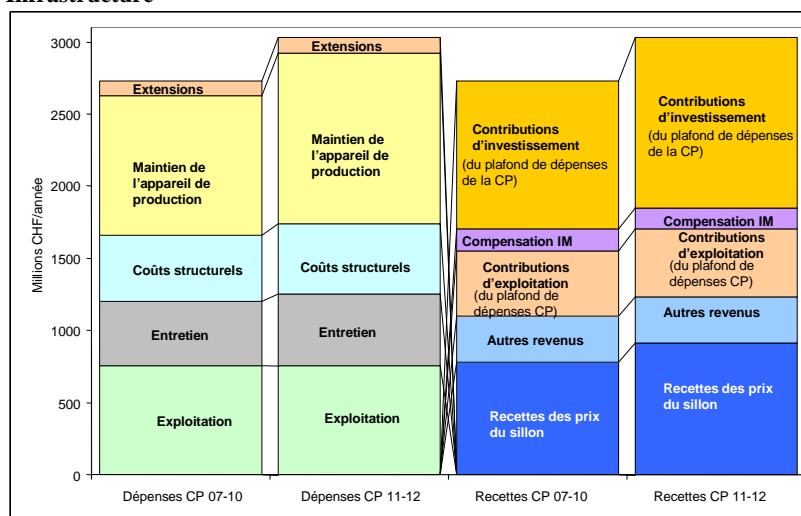 Infrastructure
3000
2500
2000
1500
1000
500
0
Millions CHF/année
Extensions
Maintien de
l'appareil de
production
Coûts structurels
Entretien
Exploitation
Extensions
Maintien de
l'appareil de
production
Coûts structurels
Entretien
Exploitation
Contributions
d'investissement
(du plafond de dépenses
de la CP)
Compensation IM
Contributions
d'exploitation
(du plafond de
dépenses CP)
Autres revenus
Recettes des prix
du sillon
Contributions
d'investissement
(du plafond de dépenses
de la CP)
Compensation IM
Contributions
d'exploitation
(du plafond de
dépenses CP)
Autres revenus
Recettes des prix
du sillon
Dépenses CP 07-10
Dépenses CP 11-12
Recettes CP 07-10
Recettes CP 11-12